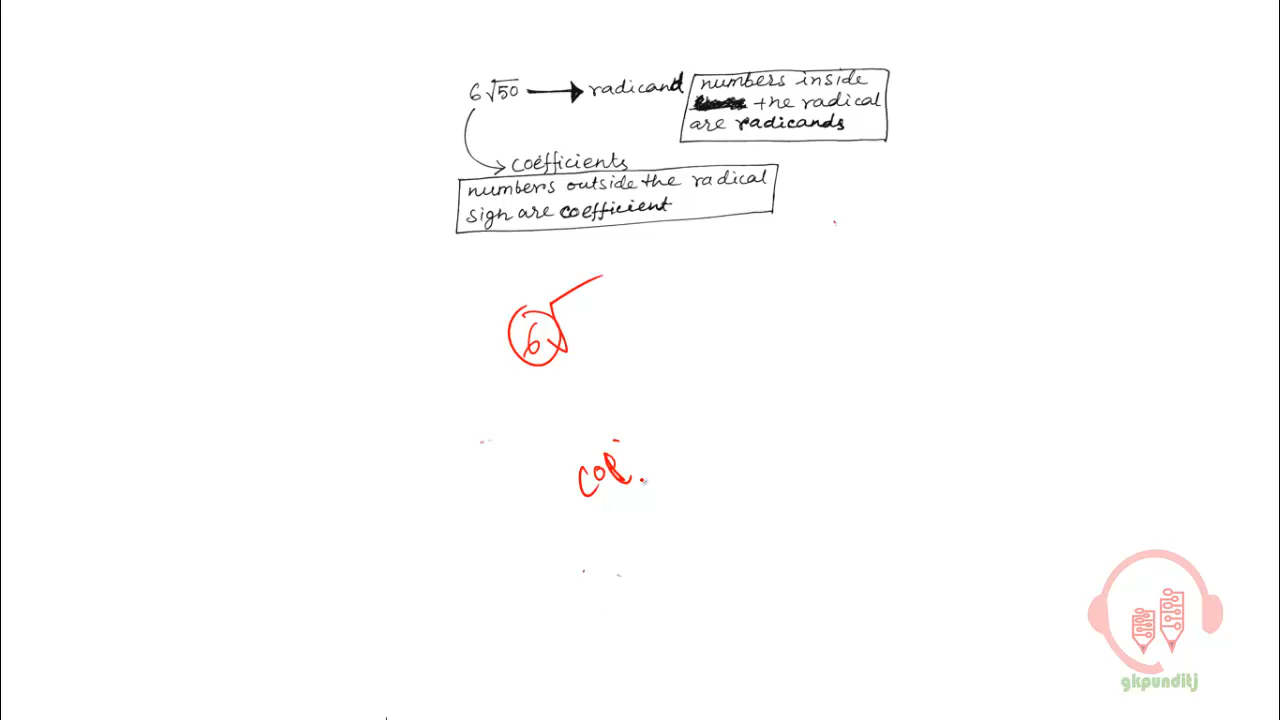 6√50 → radicand
numbers inside
the radical
are radicands
coefficients
numbers outside the radical
sign are coefficient
6√
coe
gkpunditj